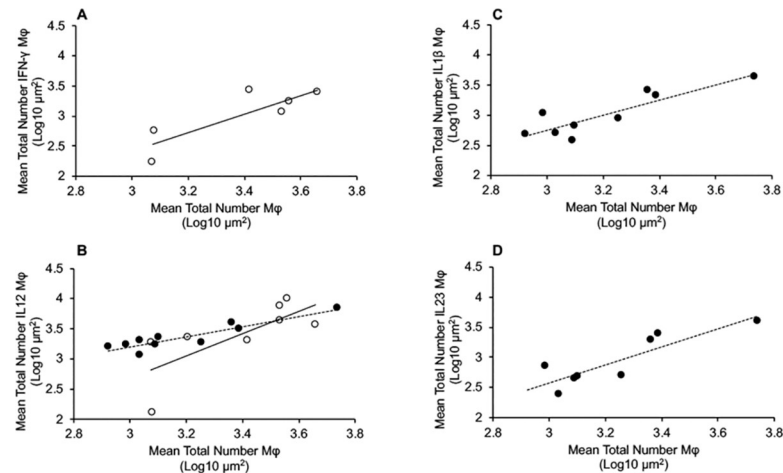 A
Mean Total Number IFN-γ Mφ
(Log10 µm²)
4.5
4
3.5
3
2.5
2
2.8 3 3.2 3.4 3.6 3.8
Mean Total Number Mφ
(Log10 µm²)
B
Mean Total Number IL12 Mφ
(Log10 µm²)
4.5
4
3.5
3
2.5
2
2.8 3 3.2 3.4 3.6 3.8
Mean Total Number Mφ
(Log10 µm²)
C
Mean Total Number IL1β Mφ
(Log10 µm²)
4.5
4
3.5
3
2.5
2
2.8 3 3.2 3.4 3.6 3.8
Mean Total Number Mφ
(Log10 µm²)
D
Mean Total Number IL23 Mφ
(Log10 µm²)
4.5
4
3.5
3
2.5
2
2.8 3 3.2 3.4 3.6 3.8
Mean Total Number Mφ
(Log10 µm²)